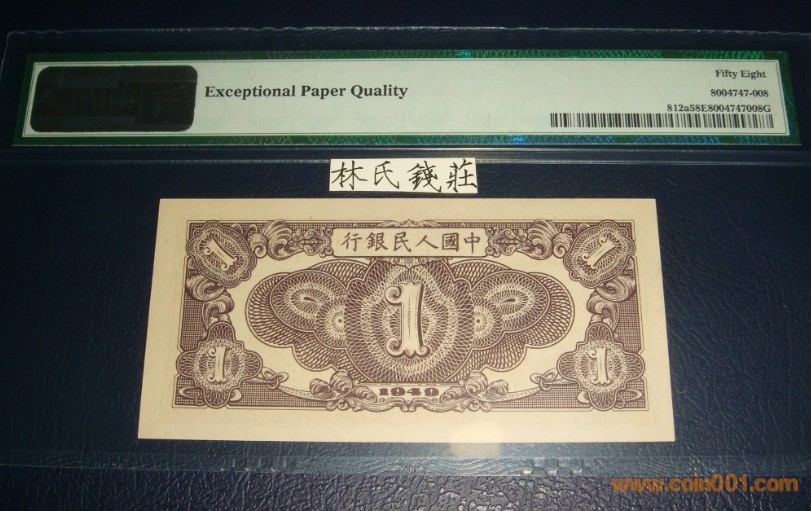 Exceptional Paper Quality
Fifty Eight
8004747-008
812a58E8004747008G
林氏錢莊
行銀民人國中
1
1
1
1
1
1949
www.coin001.com